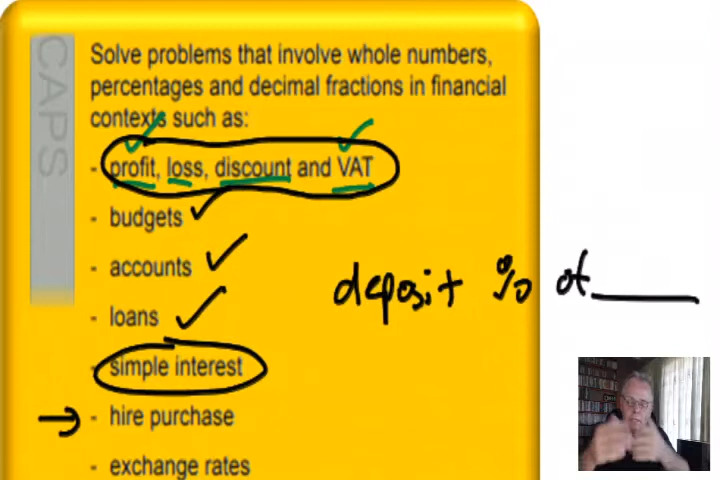 CAPS
Solve problems that involve whole numbers,
percentages and decimal fractions in financial
contexts such as:
- profit, loss, discount and VAT
- budgets
- accounts
- loans
- simple interest
- hire purchase
- exchange rates
deposit % of